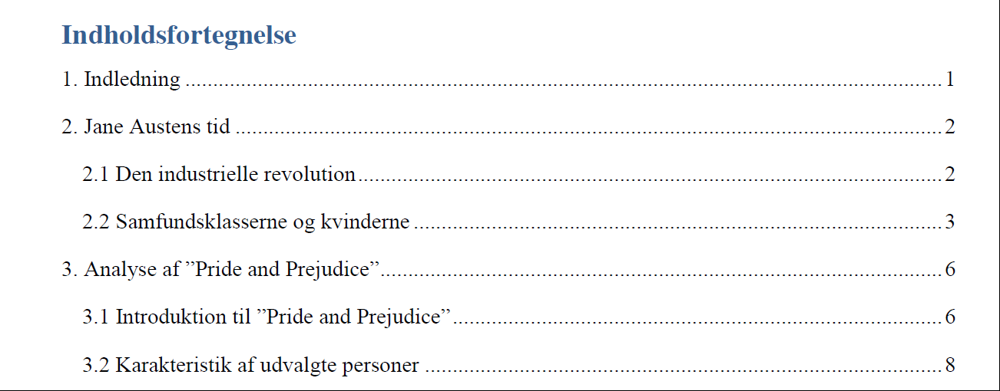 Indholdsfortegnelse
1. Indledning ........................................................................................................................ 1
2. Jane Austens tid ................................................................................................................ 2
2.1 Den industrielle revolution ............................................................................................ 2
2.2 Samfundsklasserne og kvinderne .................................................................................. 3
3. Analyse af ”Pride and Prejudice” ...................................................................................... 6
3.1 Introduktion til ”Pride and Prejudice” ............................................................................ 6
3.2 Karakteristik af udvalgte personer ................................................................................. 8